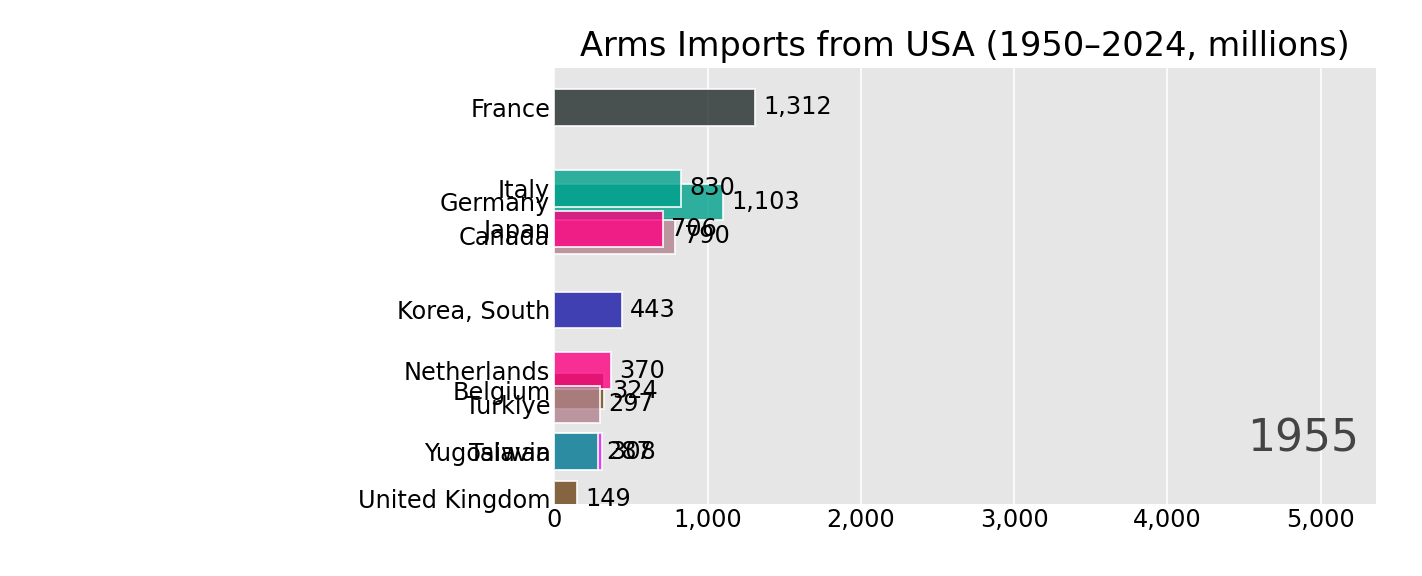 Arms Imports from USA (1950–2024, millions)
France 1,312
Italy 830
Germany 1,103
Japan 706
Canada 790
Korea, South 443
Netherlands 370
Belgium 324
Türkiye 297
Yugoslavia 287
Taiwan 308
United Kingdom 149
1955
0 1,000 2,000 3,000 4,000 5,000